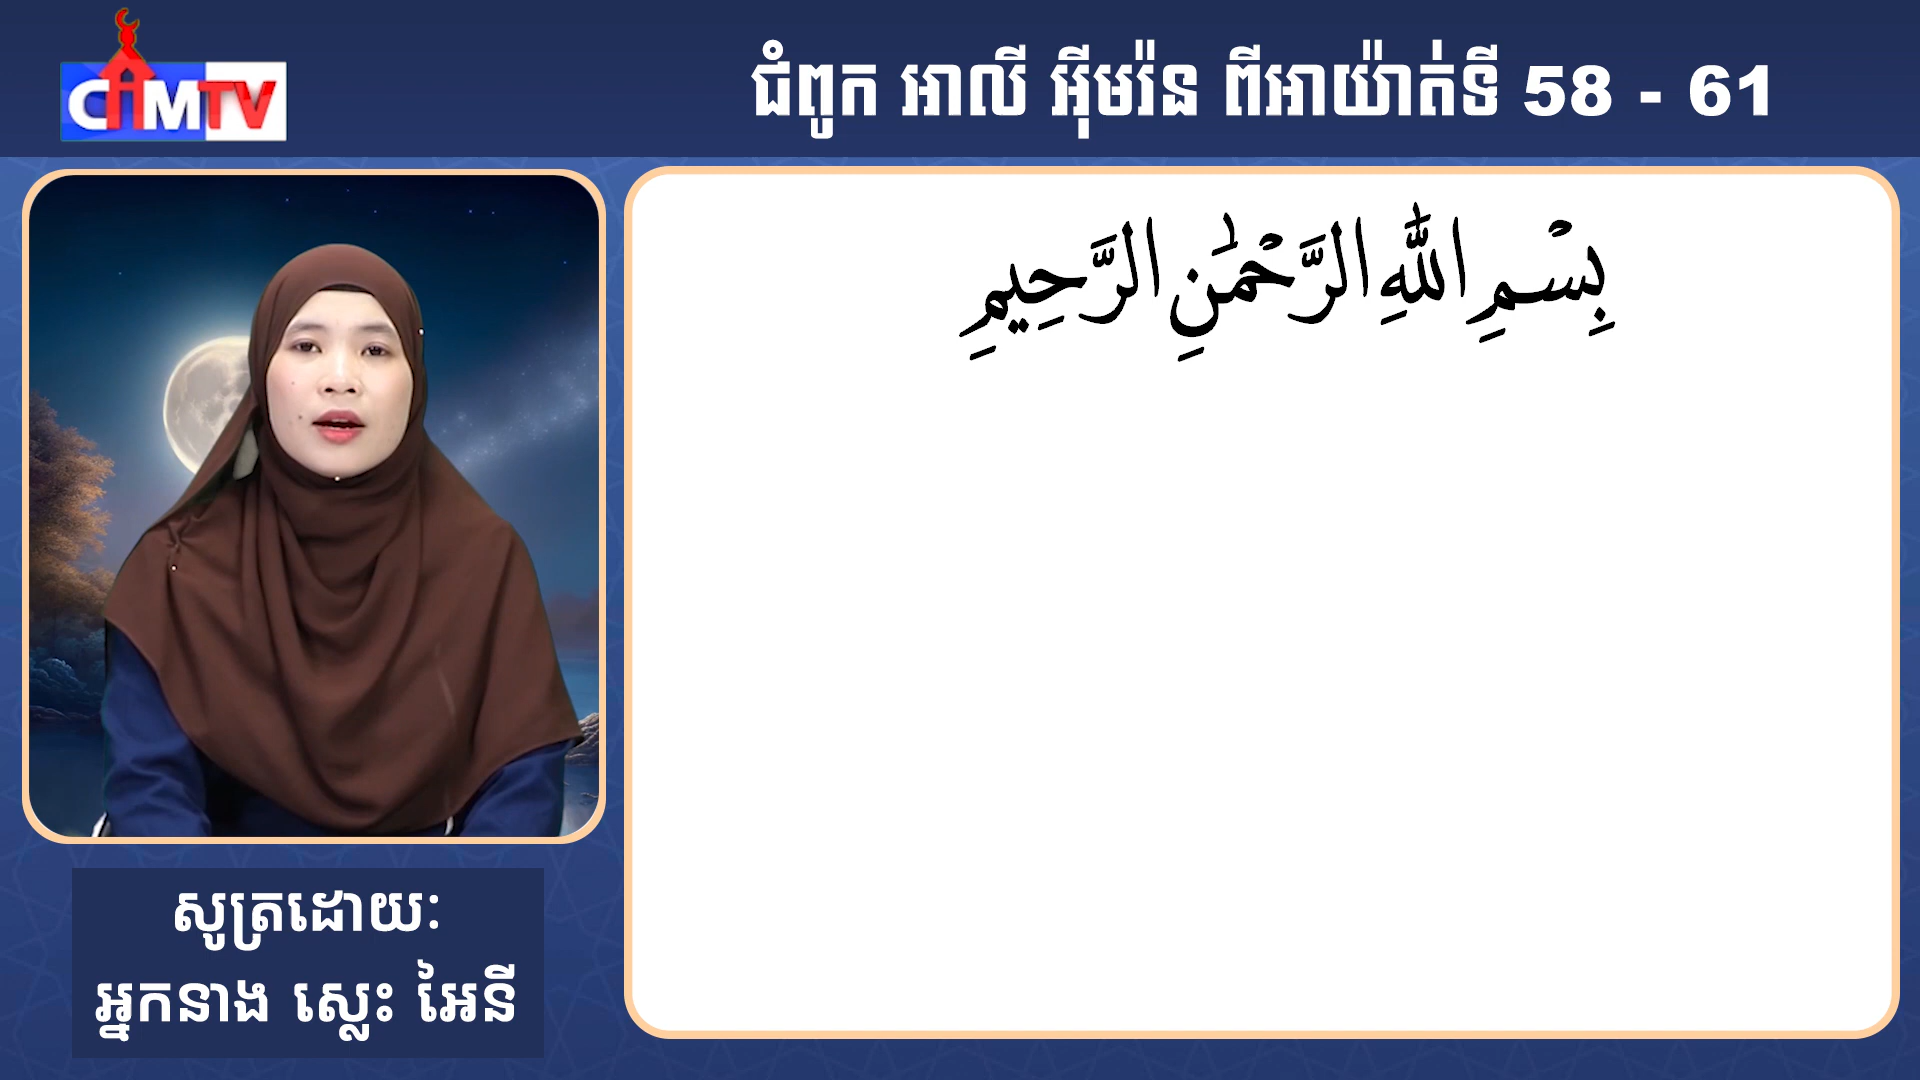 CAMTV
ជំពូក អាលី អ៊ីមរ៉ន ពីអាយ៉ាត់ទី 58 - 61
بِسْمِ اللَّهِ الرَّحْمَٰنِ الرَّحِيمِ
សូត្រដោយៈ
អ្នកនាង ស្លេះ អៃនី